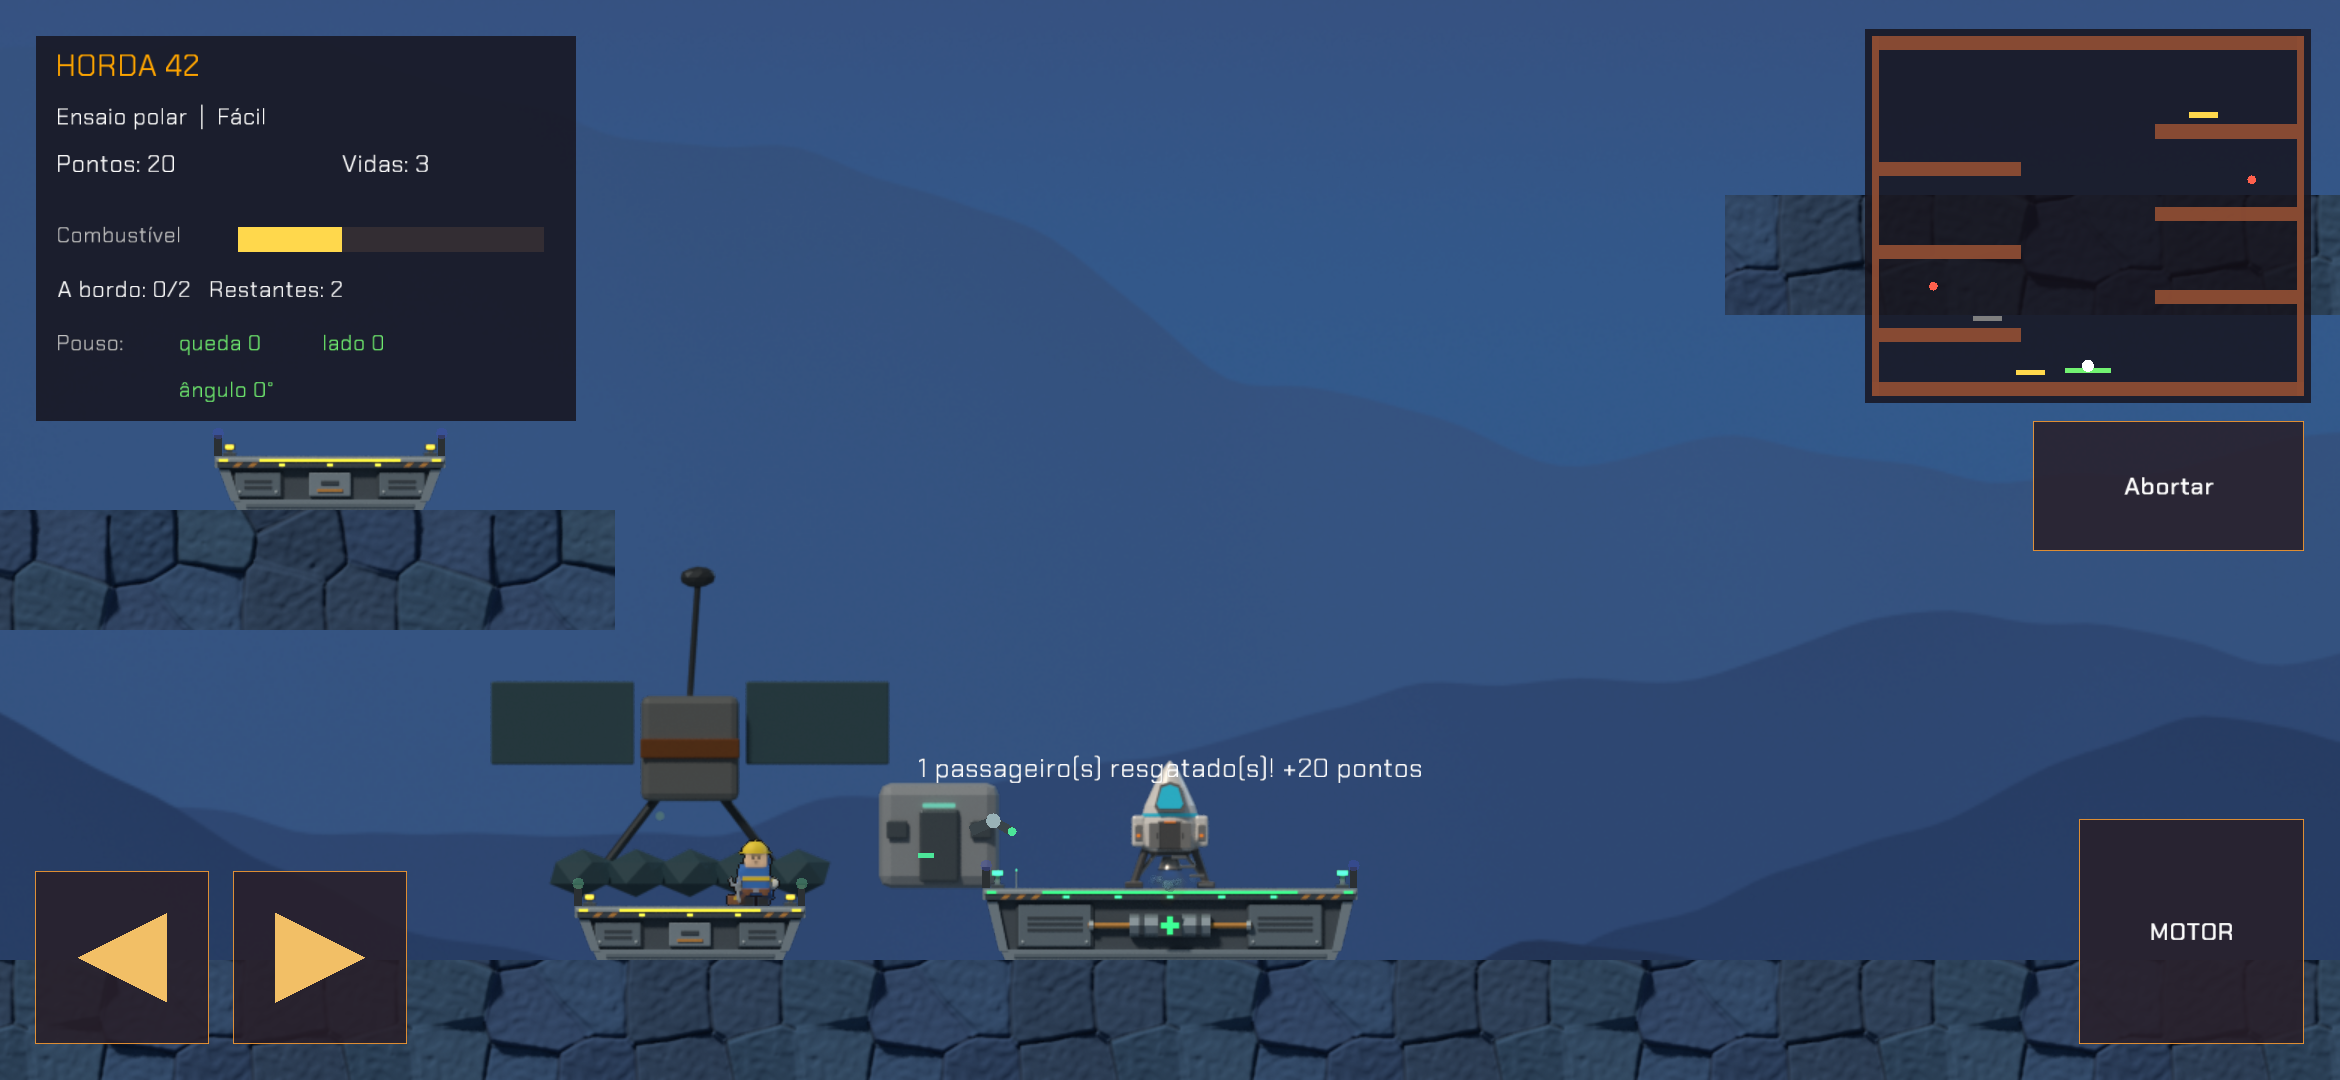 HORDA 42
Ensaio polar | Fácil
Pontos: 20 Vidas: 3
Combustível
A bordo: 0/2 Restantes: 2
Pouso: queda 0 lado 0
ângulo 0°
Abortar
1 passageiro(s) resgatado(s)! +20 pontos
MOTOR